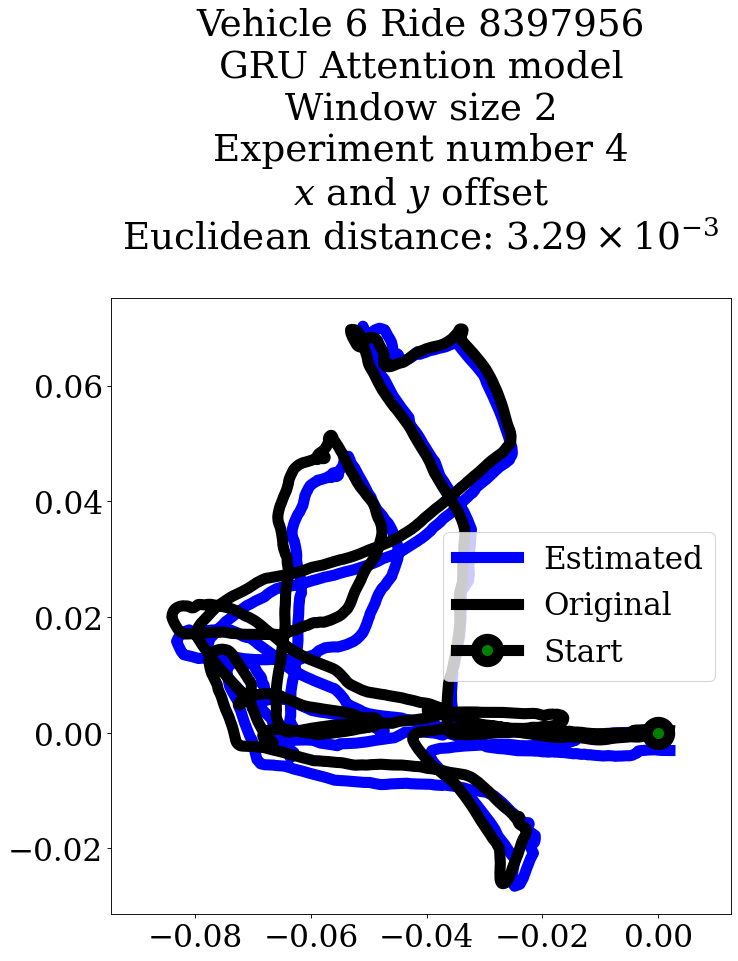 Vehicle 6 Ride 8397956
GRU Attention model
Window size 2
Experiment number 4
x and y offset
Euclidean distance: 3.29 × 10⁻³
0.06
0.04
0.02
0.00
−0.02
Estimated
Original
Start
−0.08 −0.06 −0.04 −0.02 0.00